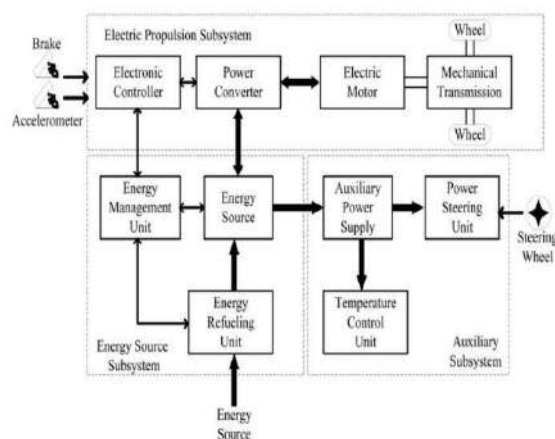 Electric Propulsion Subsystem
Brake
Accelerometer
Electronic
Controller
Power
Converter
Electric
Motor
Mechanical
Transmission
Wheel
Wheel
Energy
Management
Unit
Energy
Source
Auxiliary
Power
Supply
Power
Steering
Unit
Steering
Wheel
Energy
Refueling
Unit
Temperature
Control
Unit
Energy Source
Subsystem
Auxiliary
Subsystem
Energy
Source